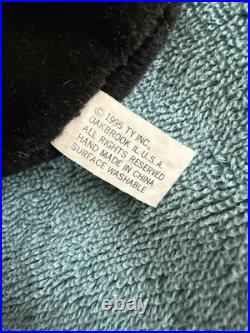 © 1995 TY INC.,
OAKBROOK IL. U.S.A.
ALL RIGHTS RESERVED
HAND MADE IN CHINA
SURFACE WASHABLE